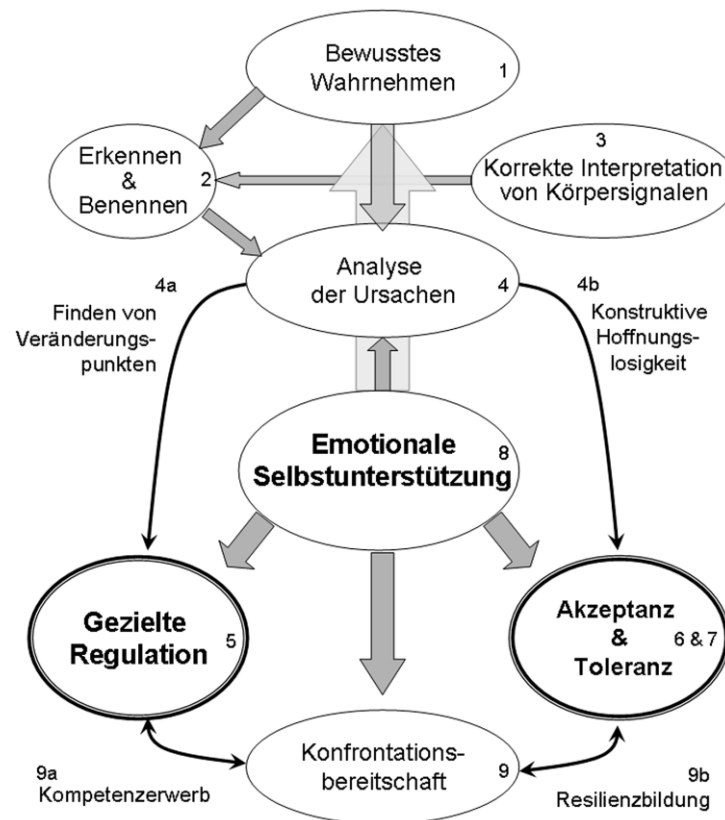 Bewusstes
Wahrnehmen
1
Erkennen
&
Benennen
2
3
Korrekte Interpretation
von Körpersignalen
Analyse
der Ursachen
4
4a
Finden von
Veränderungs-
punkten
4b
Konstruktive
Hoffnungs-
losigkeit
Emotionale
Selbstunterstützung
8
Gezielte
Regulation
5
Akzeptanz
&
Toleranz
6 & 7
Konfrontations-
bereitschaft
9
9a
Kompetenzerwerb
9b
Resilienzbildung